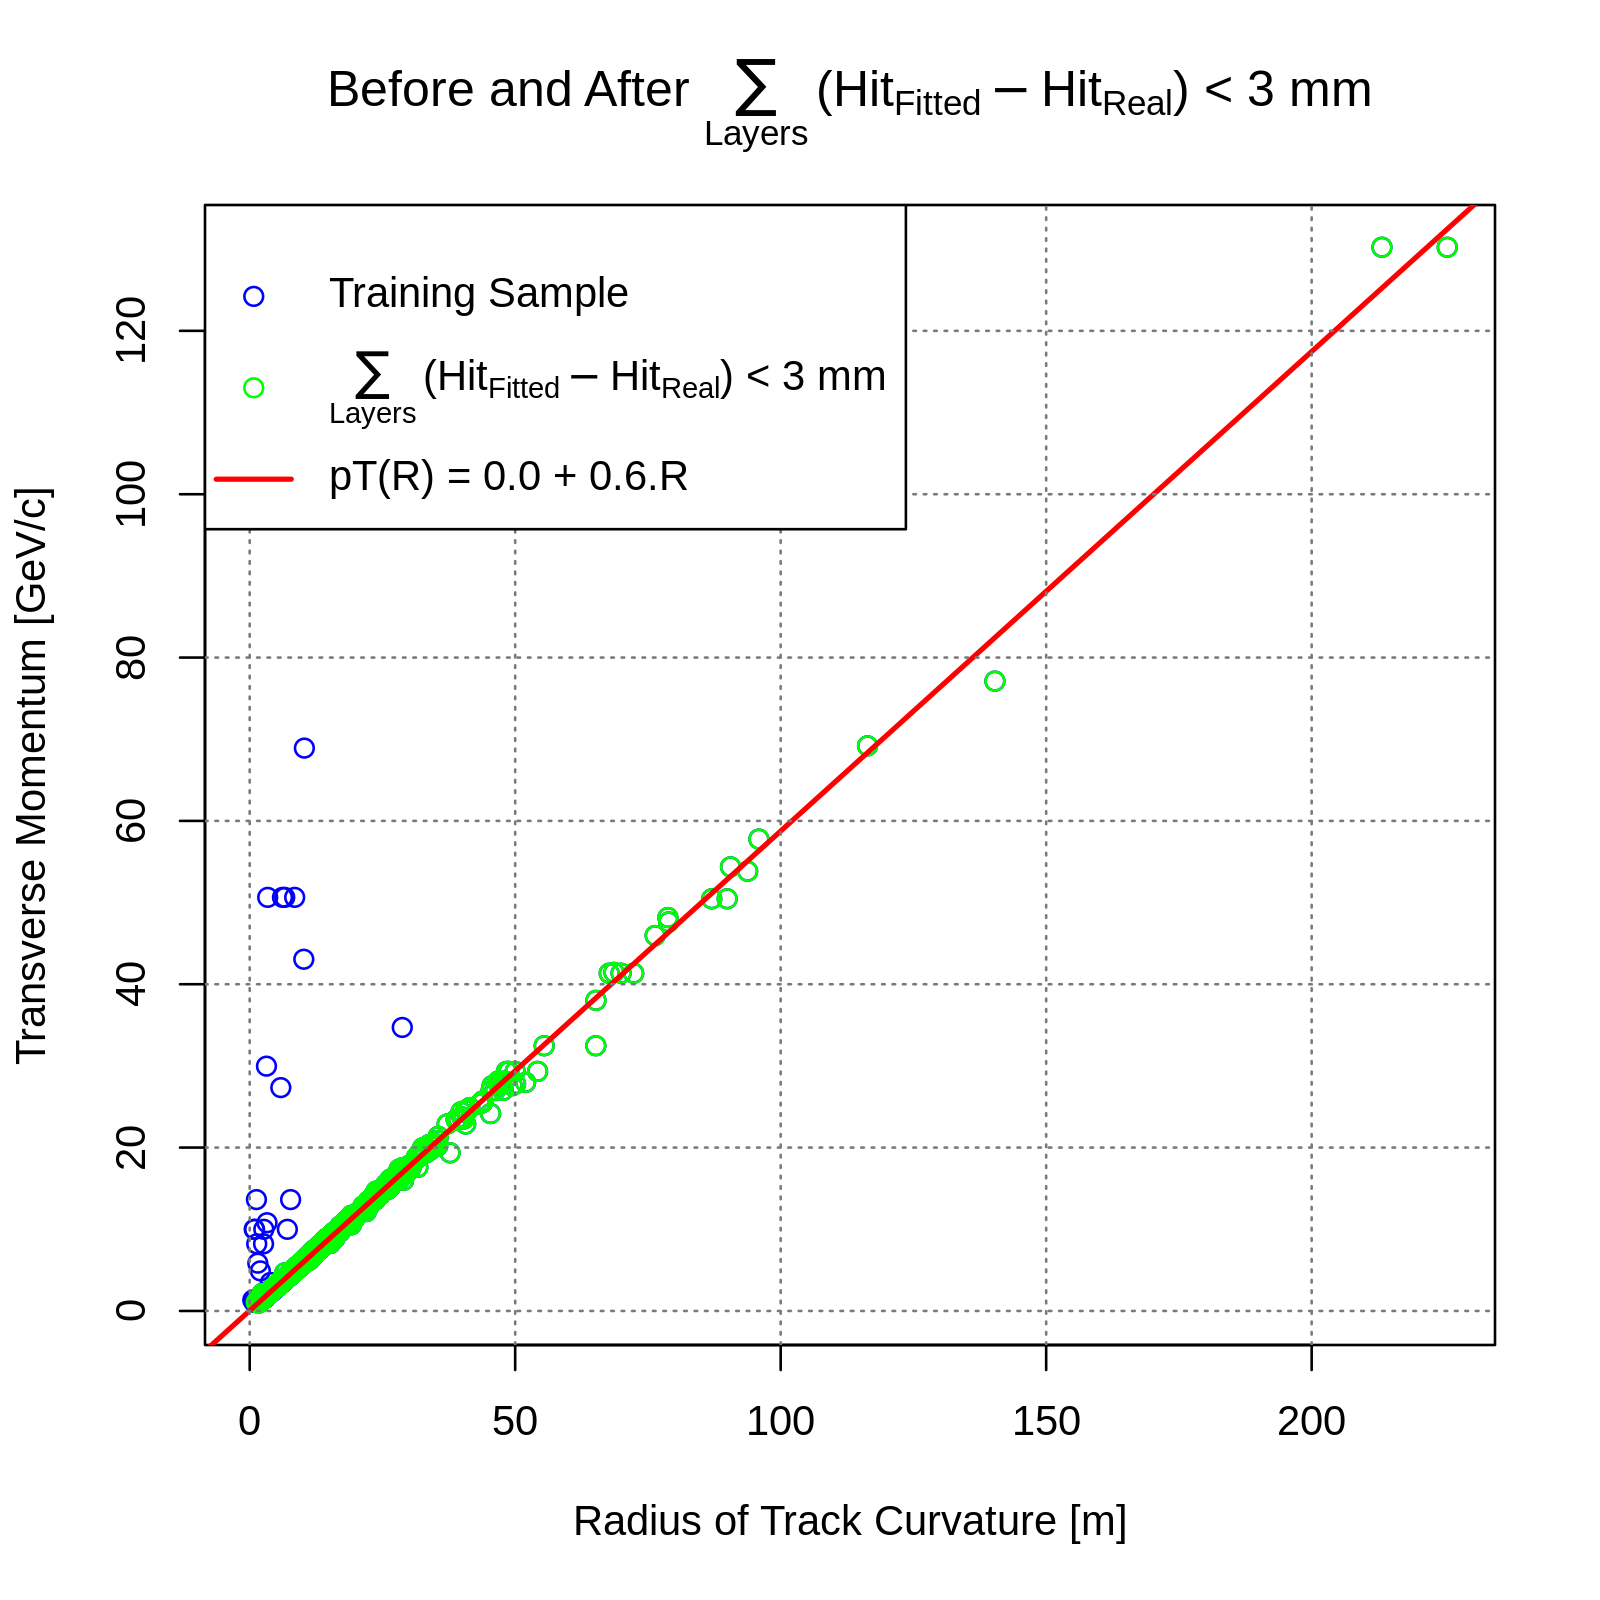 Before and After ∑ (Hit_Fitted − Hit_Real) < 3 mm
Layers
Training Sample
∑ (Hit_Fitted − Hit_Real) < 3 mm
Layers
pT(R) = 0.0 + 0.6.R
Transverse Momentum [GeV/c]
120
100
80
60
40
20
0
0 50 100 150 200
Radius of Track Curvature [m]